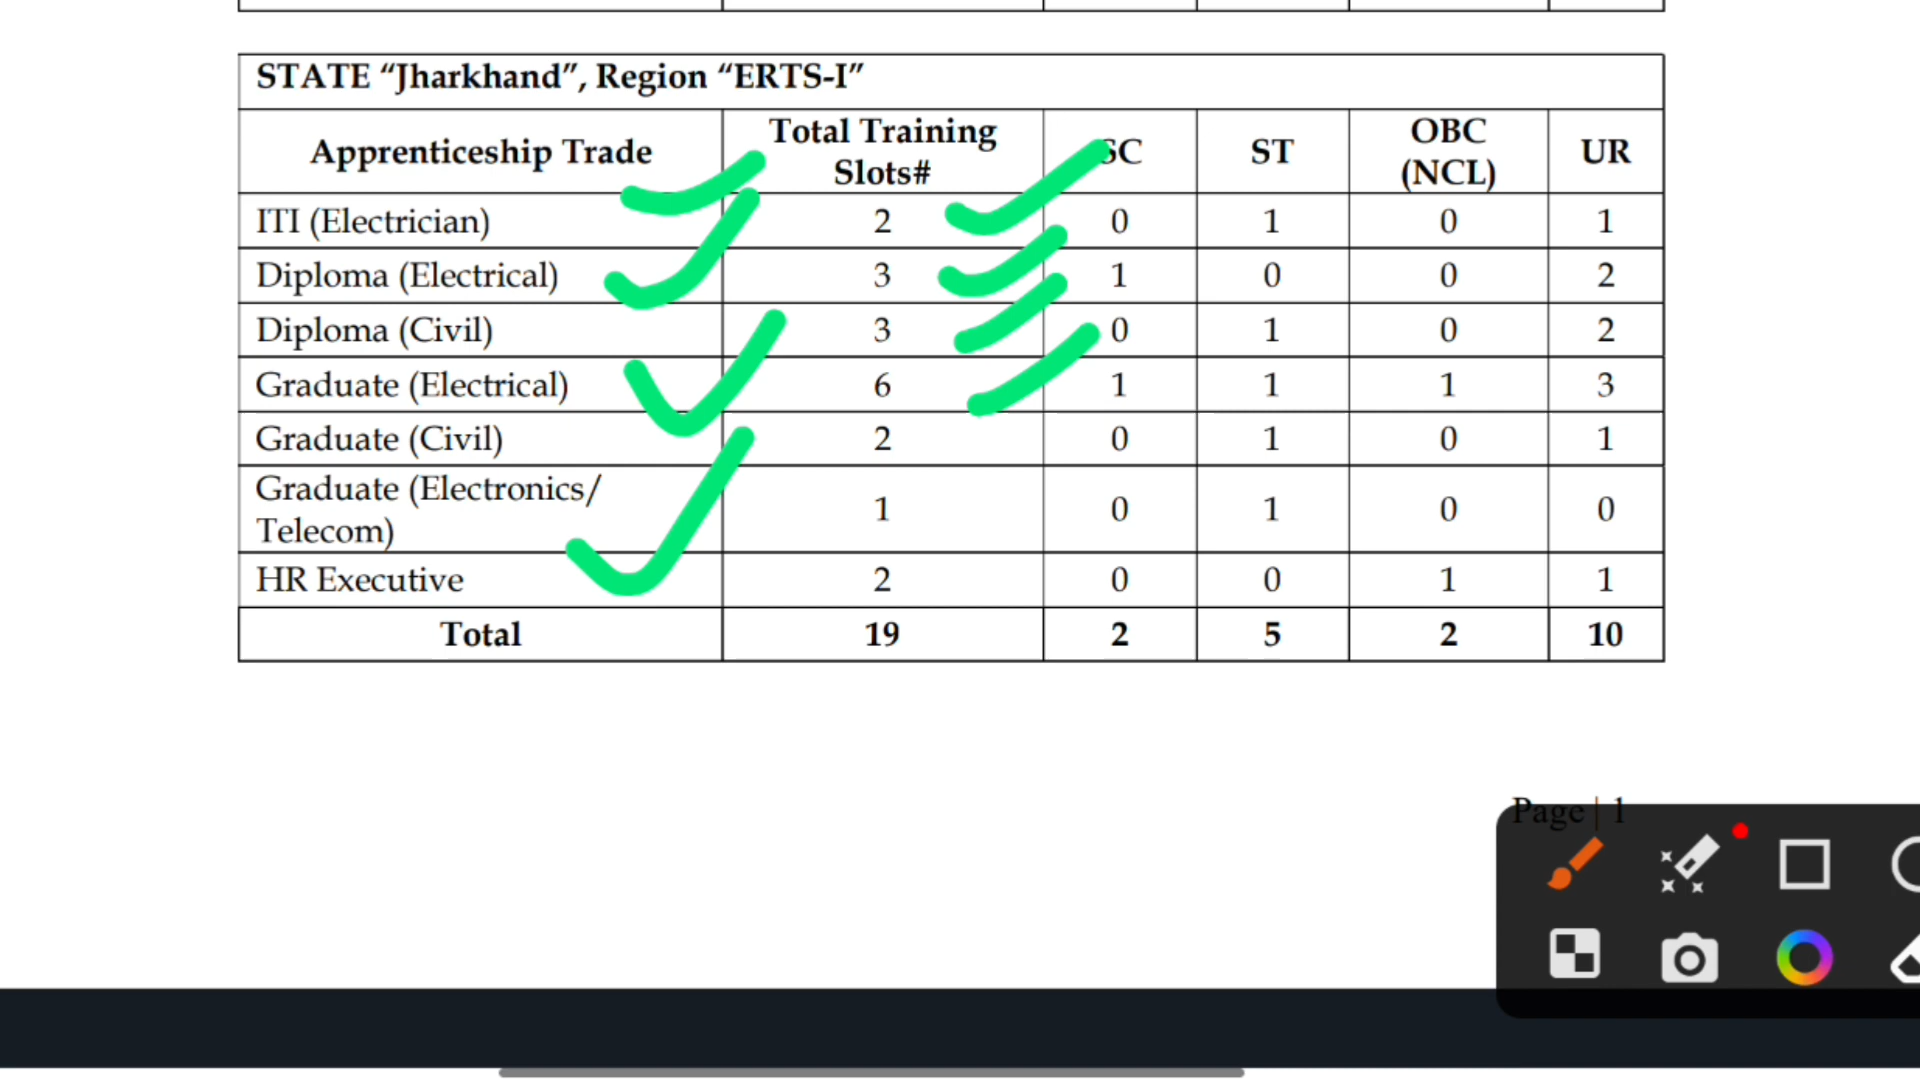 STATE “Jharkhand”, Region “ERTS-I”
Apprenticeship Trade Total Training Slots# SC ST OBC (NCL) UR
ITI (Electrician) 2 0 1 0 1
Diploma (Electrical) 3 1 0 0 2
Diploma (Civil) 3 0 1 0 2
Graduate (Electrical) 6 1 1 1 3
Graduate (Civil) 2 0 1 0 1
Graduate (Electronics/ Telecom) 1 0 1 0 0
HR Executive 2 0 0 1 1
Total 19 2 5 2 10
Page | 1